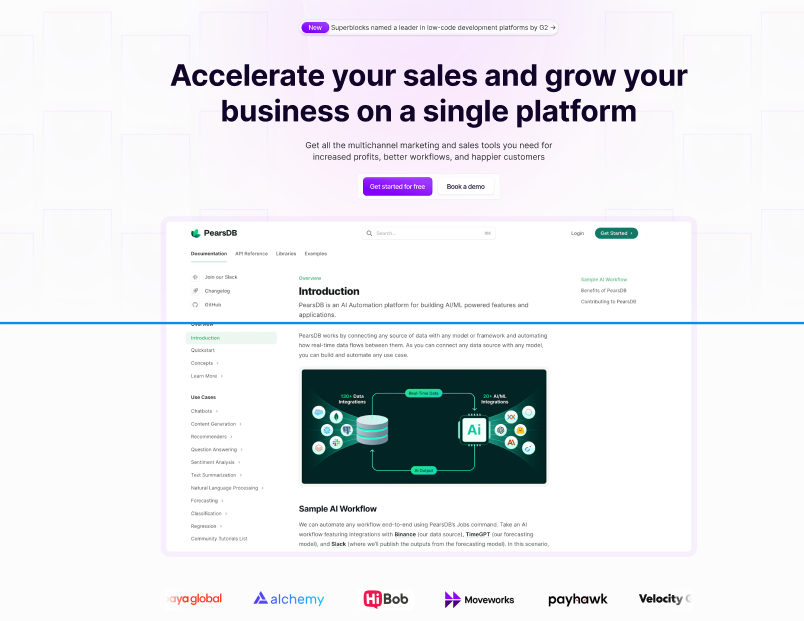 New Superblocks named a leader in low-code development platforms by G2 →
Accelerate your sales and grow your
business on a single platform
Get all the multichannel marketing and sales tools you need for
increased profits, better workflows, and happier customers
Get started for free Book a demo
PearsDB
Search...
Login
Get Started
Documentation API Reference Libraries Examples
Join our Slack
Changelog
GitHub
Overview
Introduction
Quickstart
Concepts
Learn More
Use Cases
Chatbots
Content Generation
Recommenders
Question Answering
Sentiment Analysis
Text Summarization
Natural Language Processing
Forecasting
Classification
Regression
Community Tutorials List
Overview
Introduction
PearsDB is an AI Automation platform for building AI/ML powered features and
applications.
PearsDB works by connecting any source of data with any model or framework and automating
how real-time data flows between them. As you can connect any data source with any model,
you can build and automate any use case.
130+ Data
Integrations
Real-Time Data
20+ AI/ML
Integrations
Ai
AI Output
Sample AI Workflow
We can automate any workflow end-to-end using PearsDB's Jobs command. Take an AI
workflow featuring integrations with Binance (our data source), TimeGPT (our forecasting
model), and Slack (where we'll publish the outputs from the forecasting model). In this scenario,
Sample AI Workflow
Benefits of PearsDB
Contributing to PearsDB
paya global alchemy HiBob Moveworks payhawk Velocity